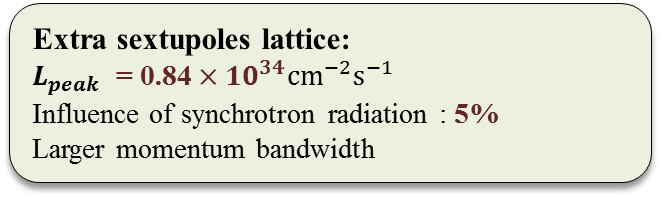 Extra sextupoles lattice:
L_peak = 0.84 × 10^34 cm^−2 s^−1
Influence of synchrotron radiation : 5%
Larger momentum bandwidth